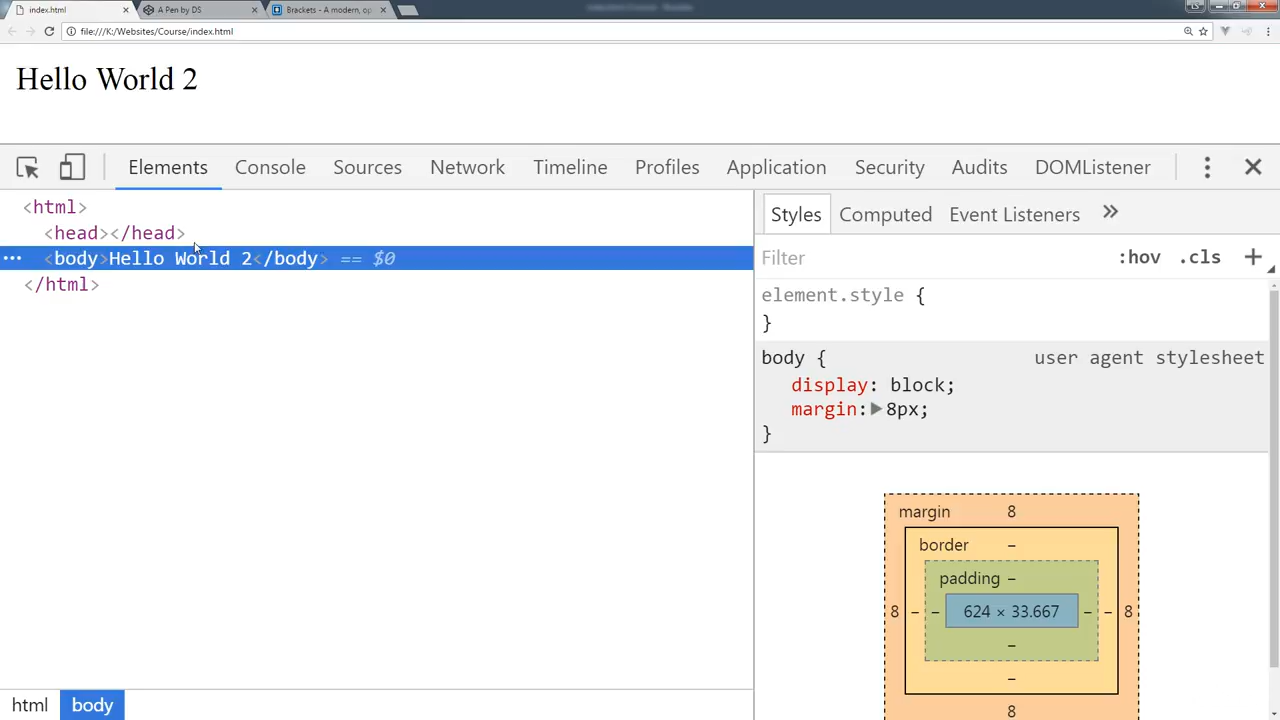 index.html
A Pen by DS
Brackets - A modern, op
LS
file:///K:/Websites/Course/index.html
Hello World 2
Elements Console Sources Network Timeline Profiles Application Security Audits DOMListener
<html>
<head></head>
... <body>Hello World 2</body> == $0
</html>
html body
Styles Computed Event Listeners »
Filter :hov .cls +
element.style {
}
body { user agent stylesheet
display: block;
margin: 8px;
}
margin 8
border –
padding –
8 – – 624 × 33.667 – – 8
–
–
8